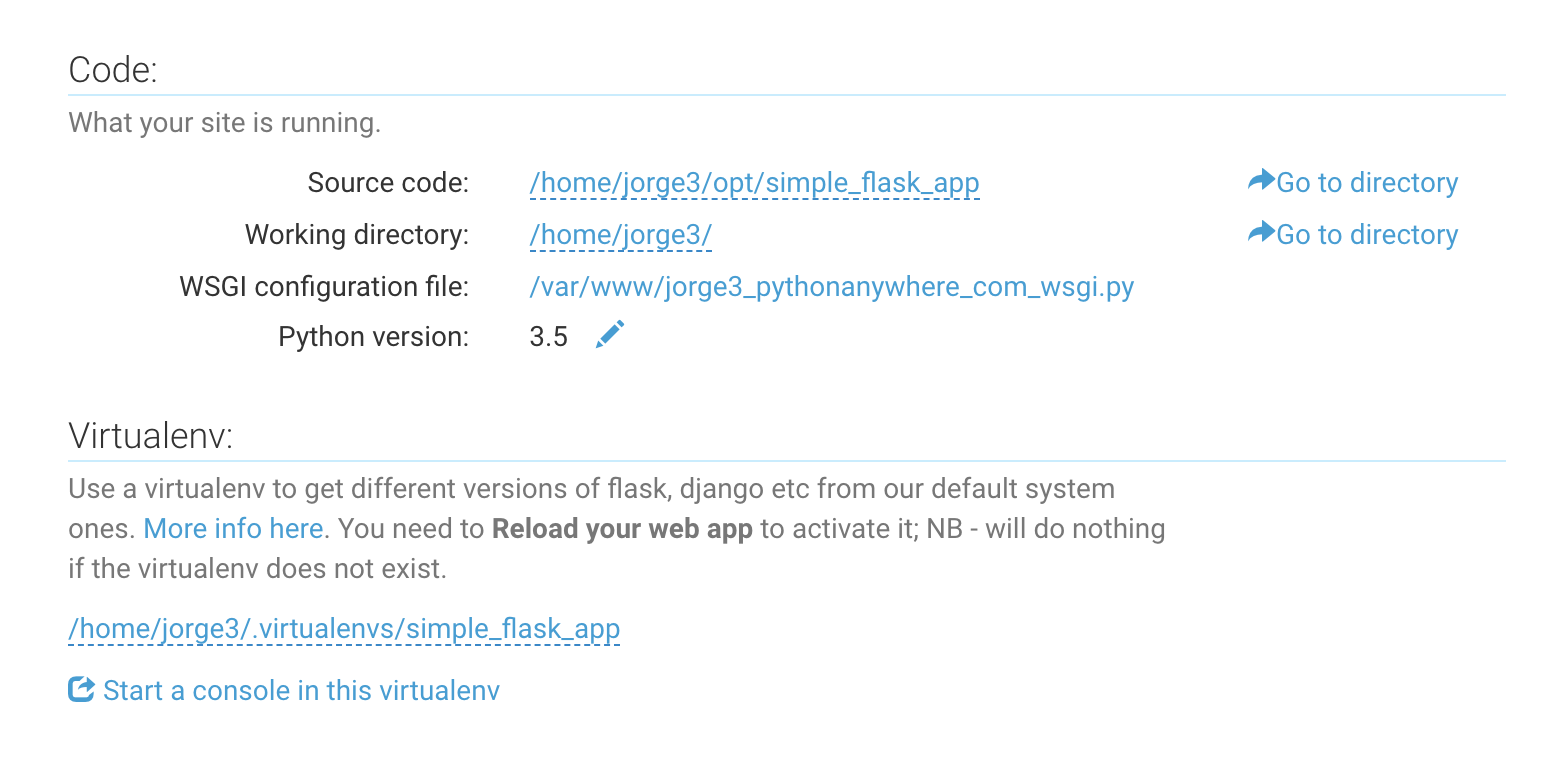 Code:
What your site is running.
Source code: /home/jorge3/opt/simple_flask_app Go to directory
Working directory: /home/jorge3/ Go to directory
WSGI configuration file: /var/www/jorge3_pythonanywhere_com_wsgi.py
Python version: 3.5
Virtualenv:
Use a virtualenv to get different versions of flask, django etc from our default system
ones. More info here. You need to Reload your web app to activate it; NB - will do nothing
if the virtualenv does not exist.
/home/jorge3/.virtualenvs/simple_flask_app
Start a console in this virtualenv